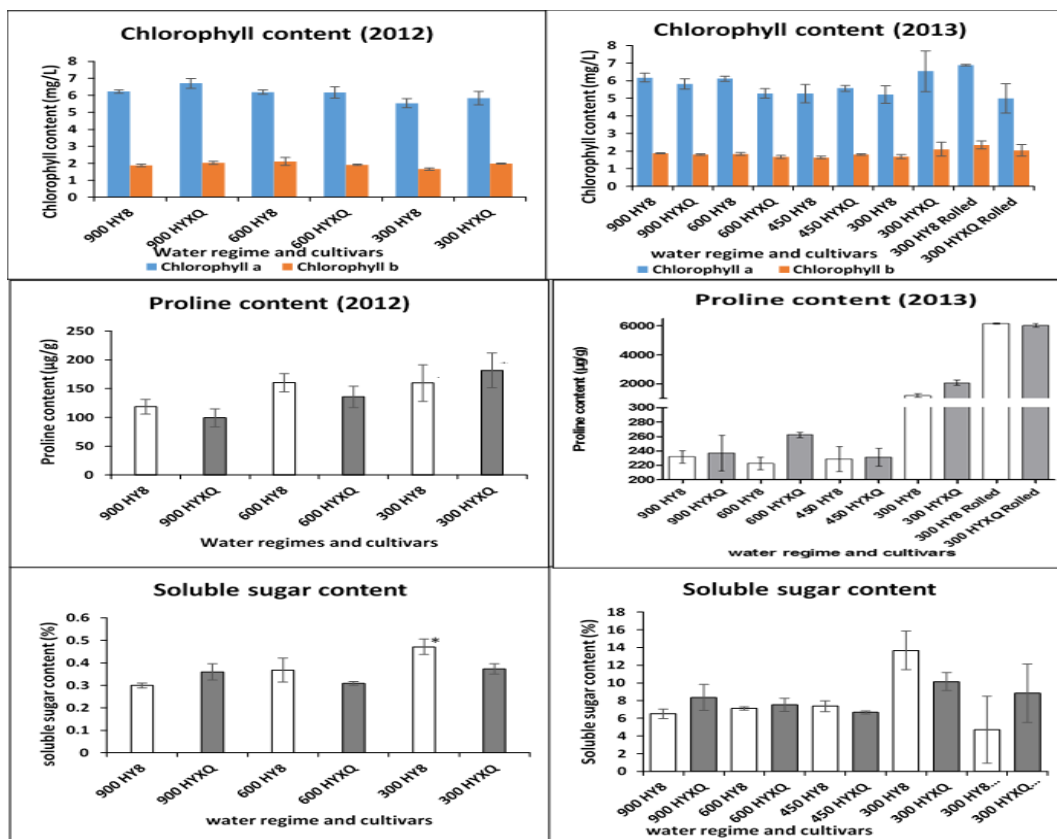 Chlorophyll content (2012)
Chlorophyll content (mg/L)
8
7
6
5
4
3
2
1
0
900 HY8
900 HYXQ
600 HY8
600 HYXQ
300 HY8
300 HYXQ
Water regime and cultivars
Chlorophyll a
Chlorophyll b
Chlorophyll content (2013)
Chlorophyll content (mg/L)
8
7
6
5
4
3
2
1
0
900 HY8
900 HYXQ
600 HY8
600 HYXQ
450 HY8
450 HYXQ
300 HY8
300 HYXQ
300 HY8 Rolled
300 HYXQ Rolled
water regime and cultivars
Chlorophyll a
Chlorophyll b
Proline content (2012)
Proline content (µg/g)
250
200
150
100
50
0
900 HY8
900 HYXQ
600 HY8
600 HYXQ
300 HY8
300 HYXQ
Water regimes and cultivars
Proline content (2013)
Proline content (µg/g)
6000
4000
2000
300
280
260
240
220
200
900 HY8
900 HYXQ
600 HY8
600 HYXQ
450 HY8
450 HYXQ
300 HY8
300 HYXQ
300 HY8 Rolled
300 HYXQ Rolled
water regime and cultivars
Soluble sugar content
soluble sugar content (%)
0.6
0.5
0.4
0.3
0.2
0.1
0
*
900 HY8
900 HYXQ
600 HY8
600 HYXQ
300 HY8
300 HYXQ
water regime and cultivars
Soluble sugar content
Soluble sugar content (%)
18
16
14
12
10
8
6
4
2
0
900 HY8
900 HYXQ
600 HY8
600 HYXQ
450 HY8
450 HYXQ
300 HY8
300 HYXQ
300 HY8...
300 HYXQ...
water regime and cultivars